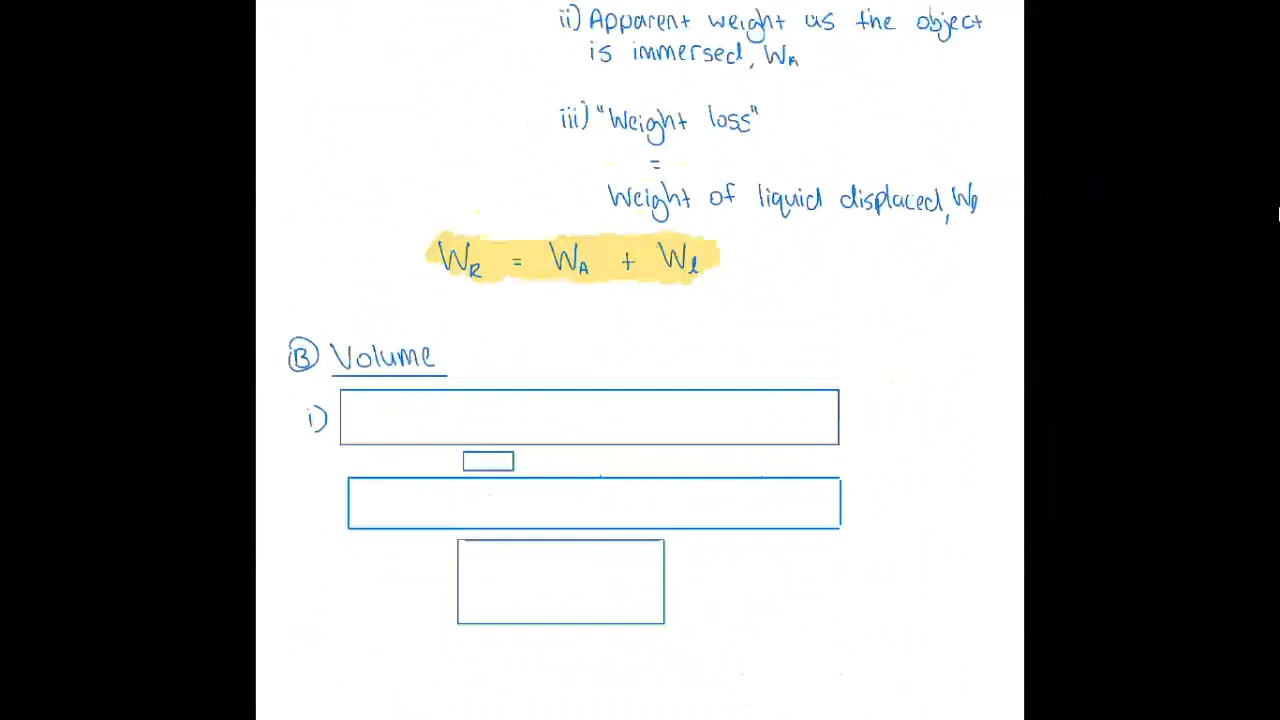 ii) Apparent weight as the object
is immersed, WA
iii) "Weight loss"
=
Weight of liquid displaced, Wl
WR = WA + Wl
B Volume
i)